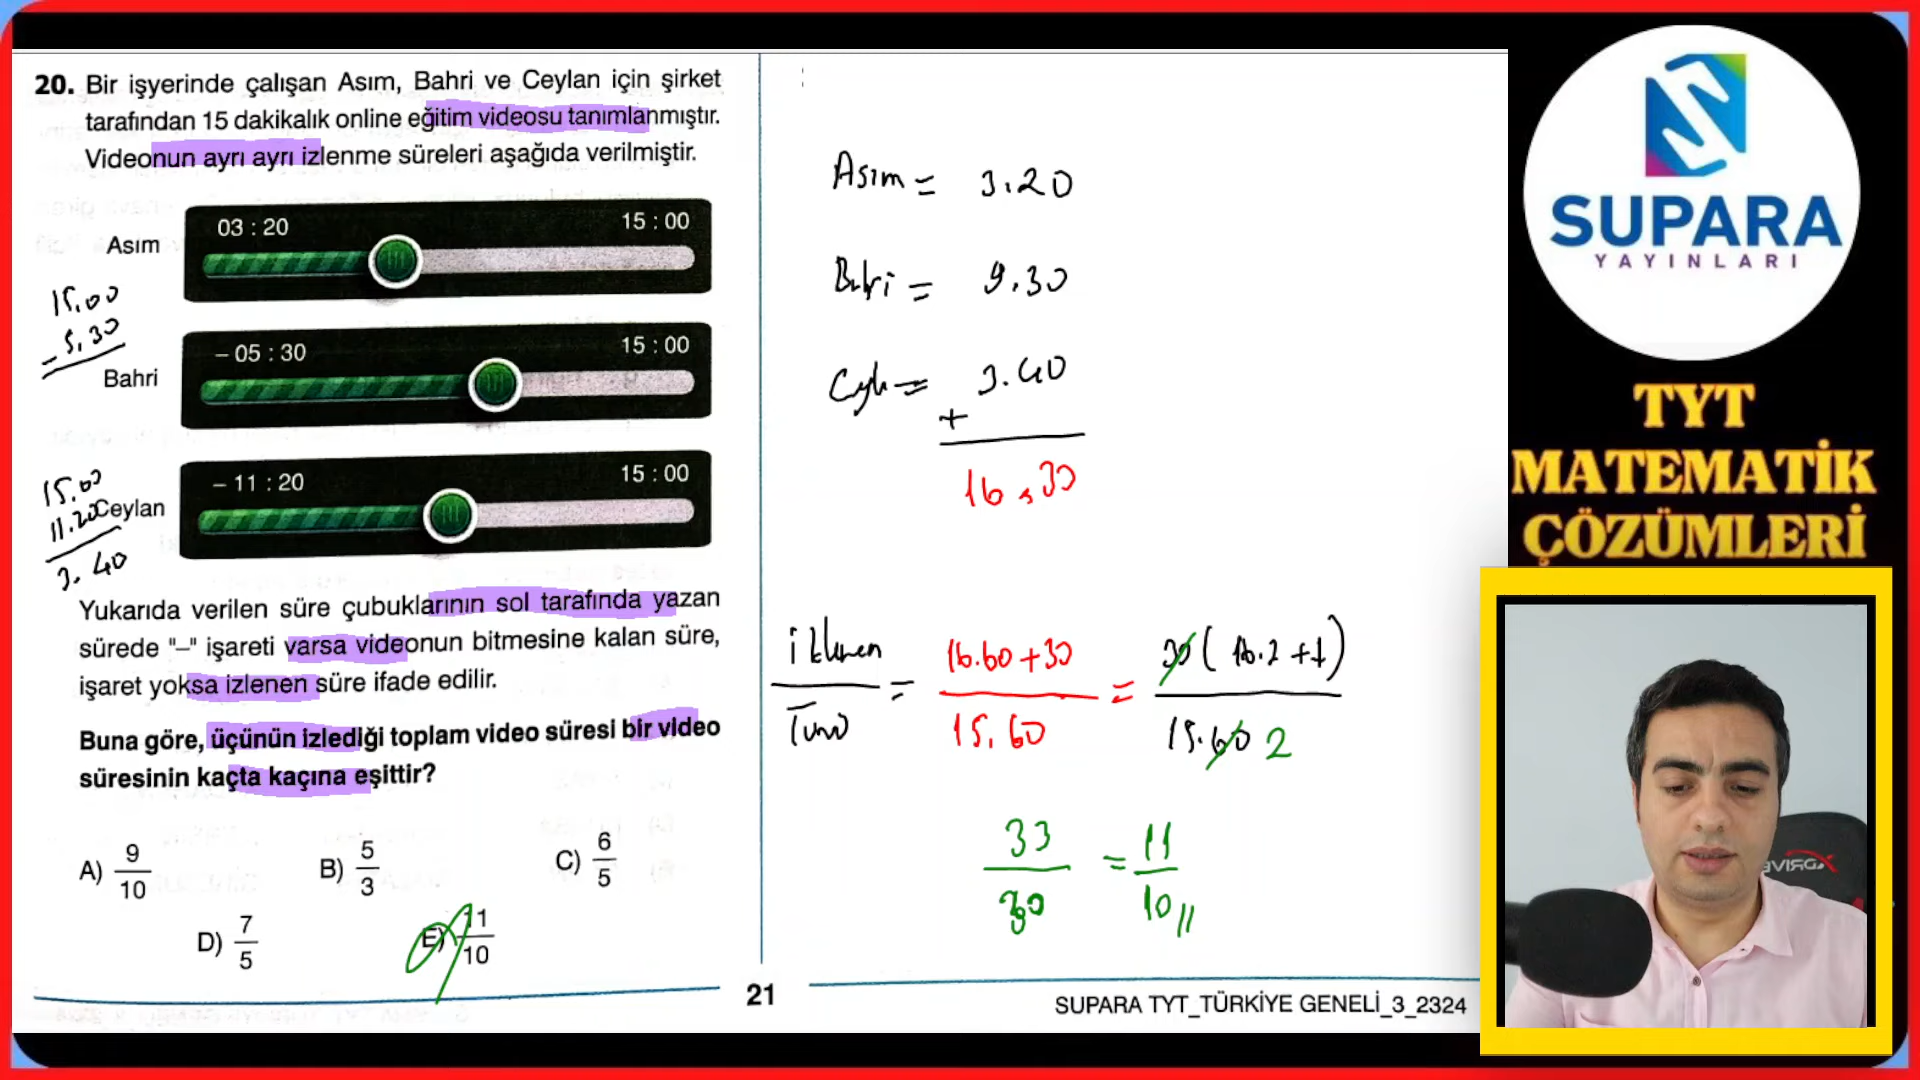 20. Bir işyerinde çalışan Asım, Bahri ve Ceylan için şirket
tarafından 15 dakikalık online eğitim videosu tanımlanmıştır.
Videonun ayrı ayrı izlenme süreleri aşağıda verilmiştir.
Asım
03 : 20
15 : 00
15.00
- 5.30
Bahri
– 05 : 30
15 : 00
15.00
11.20
3.40
Ceylan
– 11 : 20
15 : 00
Yukarıda verilen süre çubuklarının sol tarafında yazan
sürede "–" işareti varsa videonun bitmesine kalan süre,
işaret yoksa izlenen süre ifade edilir.
Buna göre, üçünün izlediği toplam video süresi bir video
süresinin kaçta kaçına eşittir?
A) 9/10
B) 5/3
C) 6/5
D) 7/5
E) 11/10
Asım = 3.20
Bahri = 9.30
= 3.40
+
16,30
= 16.60+30 / 15.60 = 30(16.2+1) / 15.60 2
33/30 = 11/10 //
21
SUPARA TYT_TÜRKİYE GENELİ_3_2324
SUPARA
YAYINLARI
TYT
MATEMATİK
ÇÖZÜMLERİ